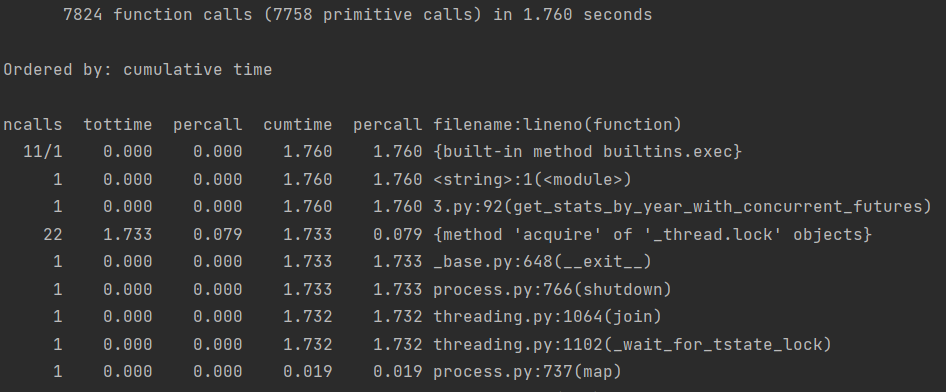 7824 function calls (7758 primitive calls) in 1.760 seconds
Ordered by: cumulative time
ncalls  tottime  percall  cumtime  percall filename:lineno(function)
11/1    0.000    0.000    1.760    1.760 {built-in method builtins.exec}
1    0.000    0.000    1.760    1.760 <string>:1(<module>)
1    0.000    0.000    1.760    1.760 3.py:92(get_stats_by_year_with_concurrent_futures)
22    1.733    0.079    1.733    0.079 {method 'acquire' of '_thread.lock' objects}
1    0.000    0.000    1.733    1.733 _base.py:648(__exit__)
1    0.000    0.000    1.733    1.733 process.py:766(shutdown)
1    0.000    0.000    1.732    1.732 threading.py:1064(join)
1    0.000    0.000    1.732    1.732 threading.py:1102(_wait_for_tstate_lock)
1    0.000    0.000    0.019    0.019 process.py:737(map)